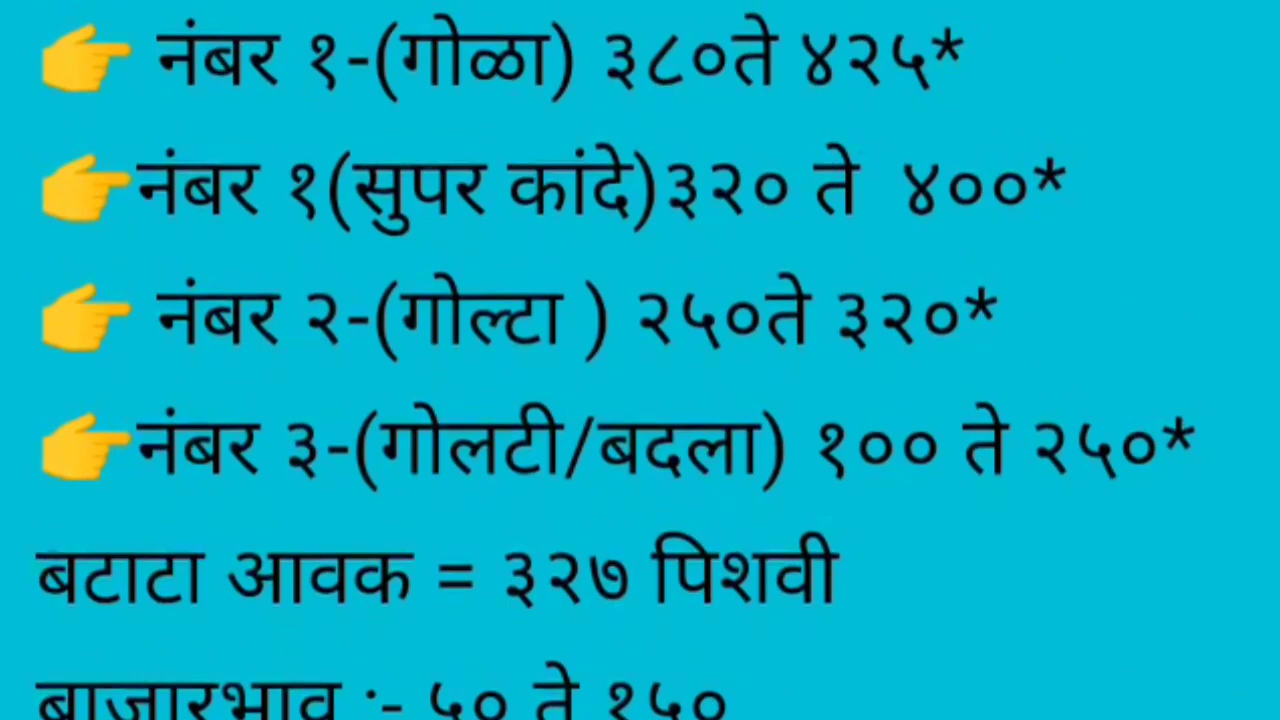 👉 नंबर १-(गोळा) ३८०ते ४२५*
👉नंबर १(सुपर कांदे)३२० ते ४००*
👉 नंबर २-(गोल्टा ) २५०ते ३२०*
👉नंबर ३-(गोलटी/बदला) १०० ते २५०*
बटाटा आवक = ३२७ पिशवी
बाजारभाव :- ५० ते १५०